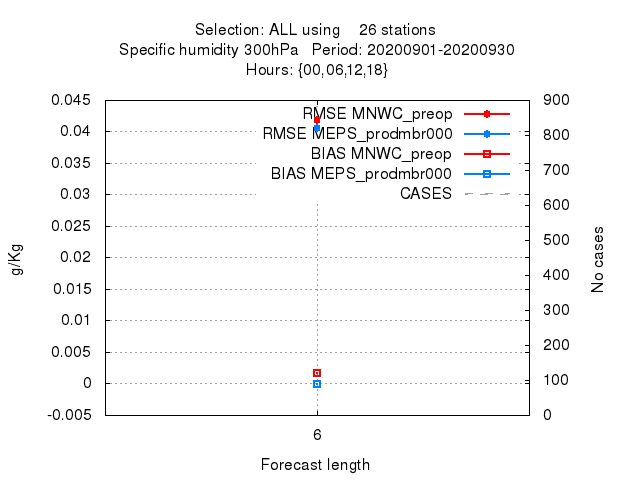 Selection: ALL using 26 stations
Specific humidity 300hPa Period: 20200901-20200930
Hours: {00,06,12,18}
0.045
0.04
0.035
0.03
0.025
0.02
0.015
0.01
0.005
0
-0.005
g/Kg
RMSE MNWC_preop
RMSE MEPS_prodmbr000
BIAS MNWC_preop
BIAS MEPS_prodmbr000
CASES
900
800
700
600
500
400
300
200
100
0
No cases
6
Forecast length